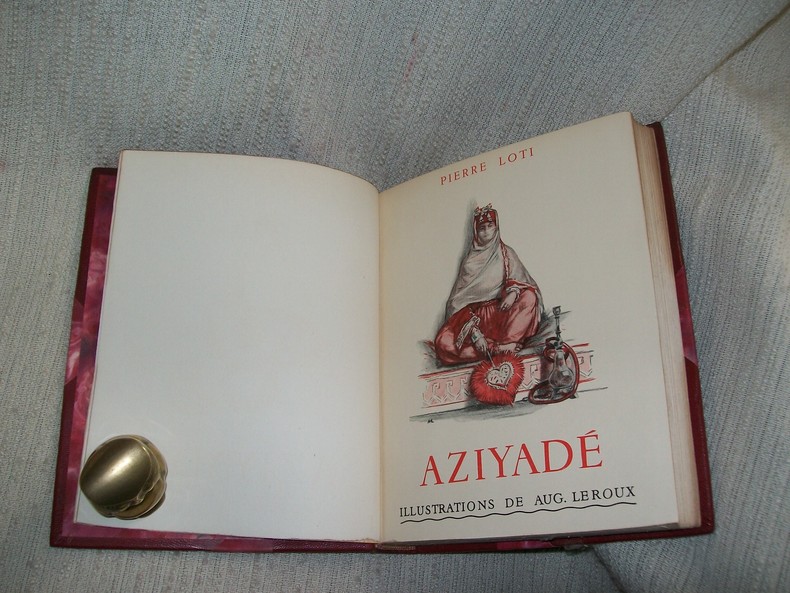 PIERRE LOTI
AZIYADÉ
ILLUSTRATIONS DE AUG. LEROUX